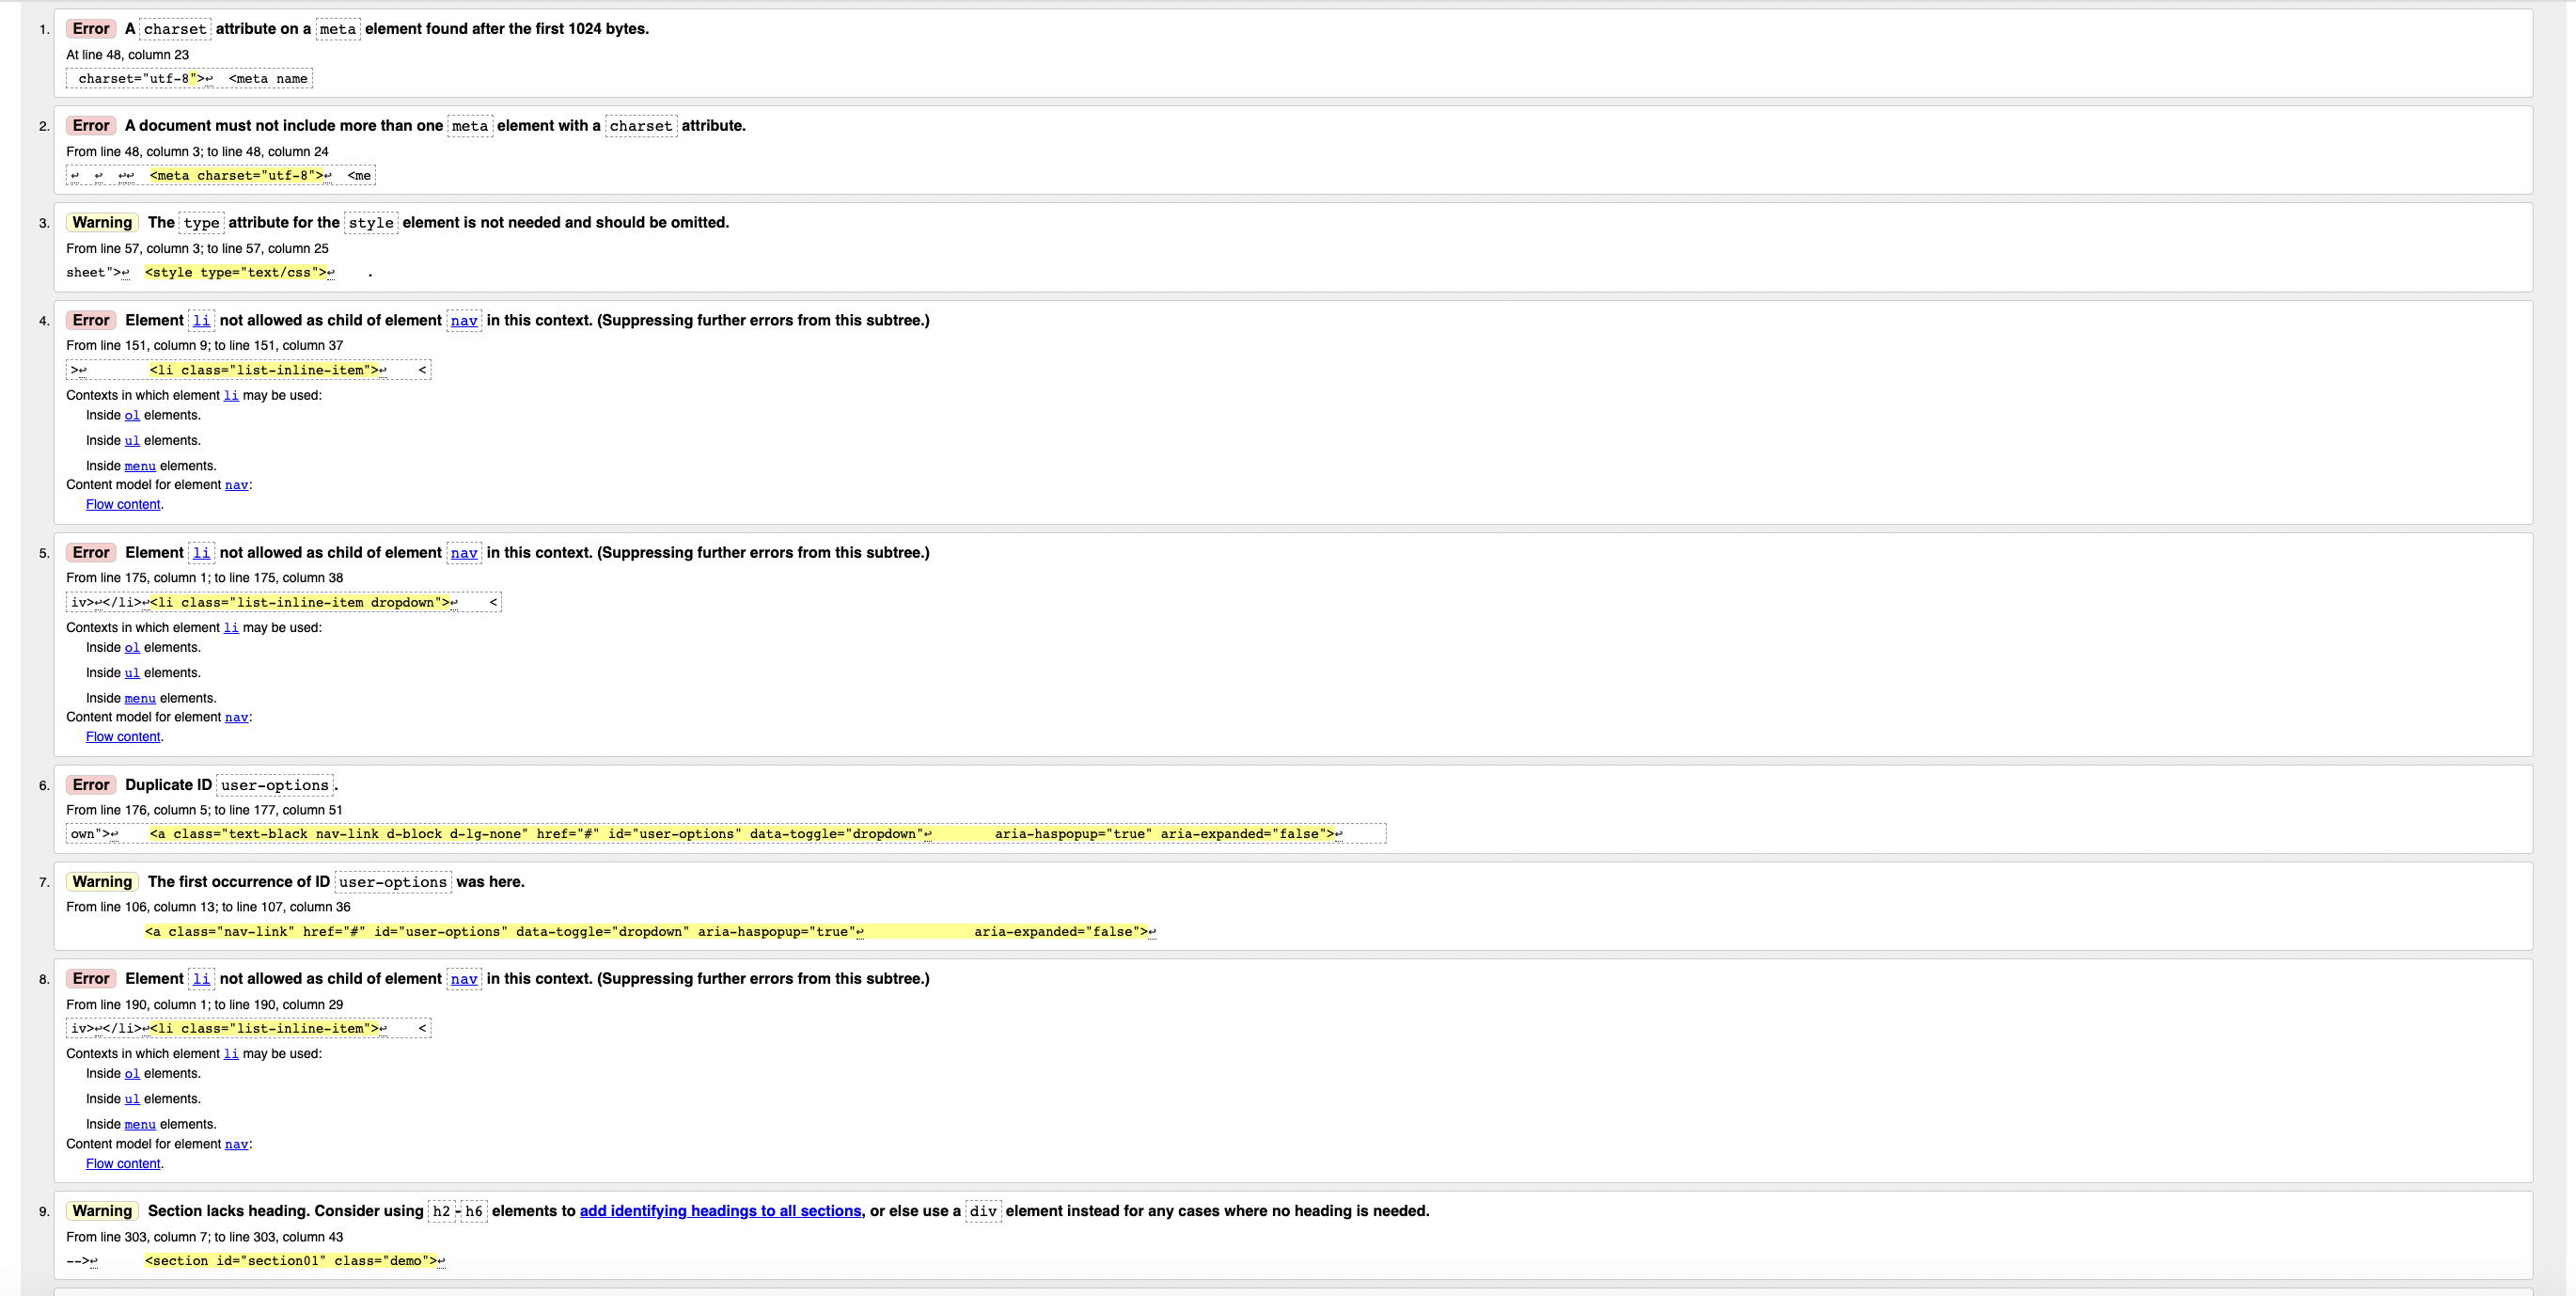 1. Error A charset attribute on a meta element found after the first 1024 bytes.
At line 48, column 23
charset="utf-8">↩  <meta name
2. Error A document must not include more than one meta element with a charset attribute.
From line 48, column 3; to line 48, column 24
↩  ↩  ↩↩  <meta charset="utf-8">↩  <me
3. Warning The type attribute for the style element is not needed and should be omitted.
From line 57, column 3; to line 57, column 25
sheet">↩  <style type="text/css">↩    .
4. Error Element li not allowed as child of element nav in this context. (Suppressing further errors from this subtree.)
From line 151, column 9; to line 151, column 37
>↩        <li class="list-inline-item">↩    <
Contexts in which element li may be used:
Inside ol elements.
Inside ul elements.
Inside menu elements.
Content model for element nav:
Flow content.
5. Error Element li not allowed as child of element nav in this context. (Suppressing further errors from this subtree.)
From line 175, column 1; to line 175, column 38
iv>↩</li>↩<li class="list-inline-item dropdown">↩    <
Contexts in which element li may be used:
Inside ol elements.
Inside ul elements.
Inside menu elements.
Content model for element nav:
Flow content.
6. Error Duplicate ID user-options.
From line 176, column 5; to line 177, column 51
own">↩    <a class="text-black nav-link d-block d-lg-none" href="#" id="user-options" data-toggle="dropdown"↩        aria-haspopup="true" aria-expanded="false">↩
7. Warning The first occurrence of ID user-options was here.
From line 106, column 13; to line 107, column 36
<a class="nav-link" href="#" id="user-options" data-toggle="dropdown" aria-haspopup="true"↩              aria-expanded="false">↩
8. Error Element li not allowed as child of element nav in this context. (Suppressing further errors from this subtree.)
From line 190, column 1; to line 190, column 29
iv>↩</li>↩<li class="list-inline-item">↩    <
Contexts in which element li may be used:
Inside ol elements.
Inside ul elements.
Inside menu elements.
Content model for element nav:
Flow content.
9. Warning Section lacks heading. Consider using h2-h6 elements to add identifying headings to all sections, or else use a div element instead for any cases where no heading is needed.
From line 303, column 7; to line 303, column 43
-->↩      <section id="section01" class="demo">↩